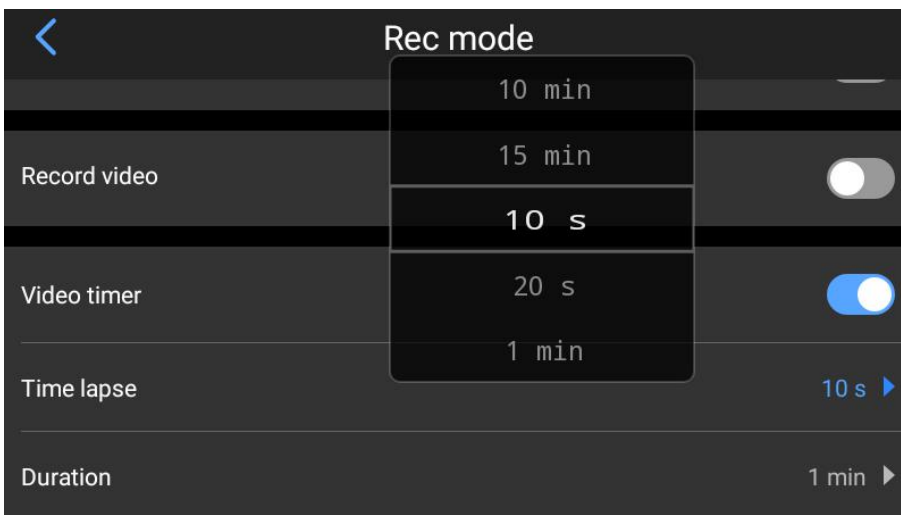 Rec mode
10 min
15 min
Record video
10 s
20 s
Video timer
1 min
Time lapse
10 s
Duration
1 min